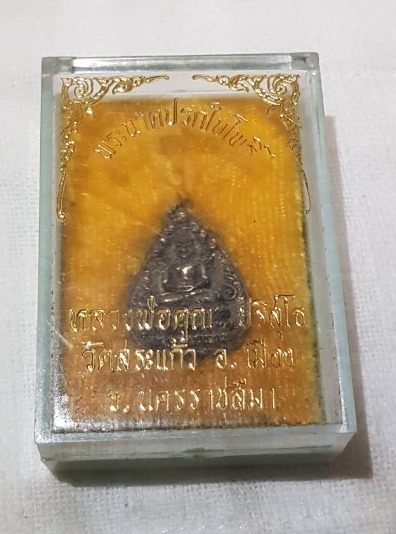 พระนาคปรกใบโพธิ์
หลวงพ่อคูณ ปริสุทโธ
วัดสระแก้ว อ. เมือง
จ. นครราชสีมา